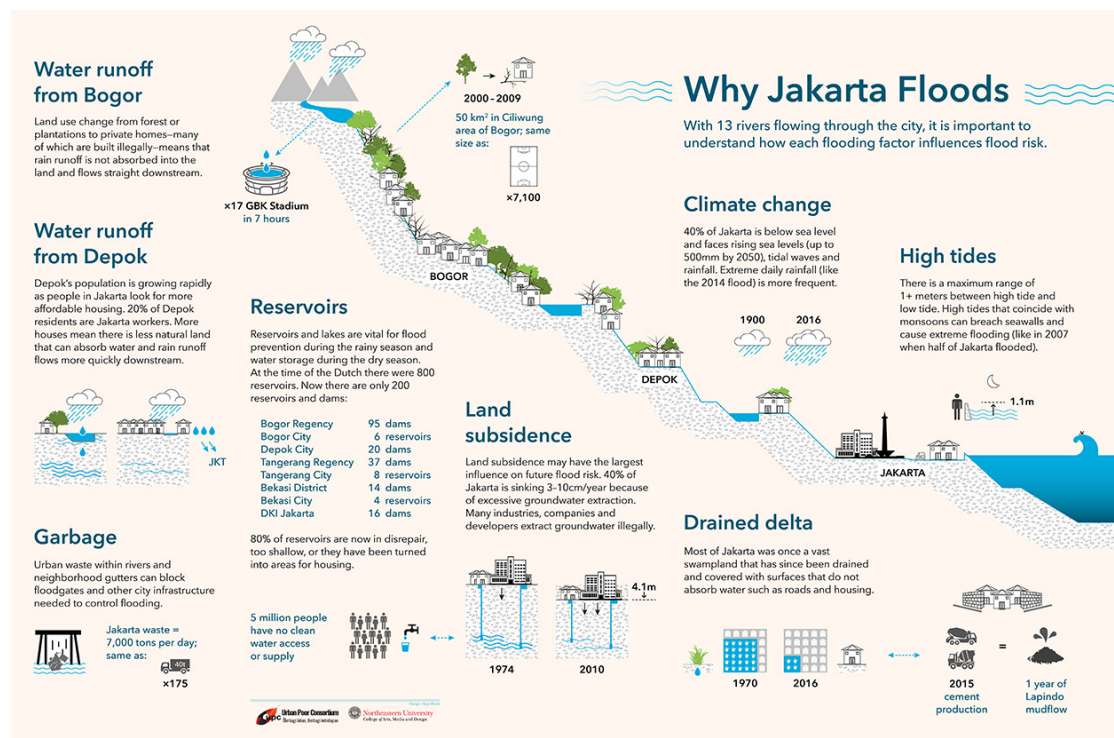 Why Jakarta Floods
With 13 rivers flowing through the city, it is important to
understand how each flooding factor influences flood risk.
Water runoff
from Bogor
Land use change from forest or
plantations to private homes—many
of which are built illegally—means that
rain runoff is not absorbed into the
land and flows straight downstream.
×17 GBK Stadium
in 7 hours
2000-2009
50 km² in Ciliwung
area of Bogor; same
size as:
×7,100
BOGOR
DEPOK
JAKARTA
Water runoff
from Depok
Depok's population is growing rapidly
as people in Jakarta look for more
affordable housing. 20% of Depok
residents are Jakarta workers. More
houses mean there is less natural land
that can absorb water and rain runoff
flows more quickly downstream.
JKT
Garbage
Urban waste within rivers and
neighborhood gutters can block
floodgates and other city infrastructure
needed to control flooding.
Jakarta waste =
7,000 tons per day;
same as:
40t
×175
Reservoirs
Reservoirs and lakes are vital for flood
prevention during the rainy season and
water storage during the dry season.
At the time of the Dutch there were 800
reservoirs. Now there are only 200
reservoirs and dams:
Bogor Regency 95 dams
Bogor City 6 reservoirs
Depok City 20 dams
Tangerang Regency 37 dams
Tangerang City 8 reservoirs
Bekasi District 14 dams
Bekasi City 4 reservoirs
DKI Jakarta 16 dams
80% of reservoirs are now in disrepair,
too shallow, or they have been turned
into areas for housing.
5 million people
have no clean
water access
or supply
Land
subsidence
Land subsidence may have the largest
influence on future flood risk. 40% of
Jakarta is sinking 3-10cm/year because
of excessive groundwater extraction.
Many industries, companies and
developers extract groundwater illegally.
4.1m
1974
2010
Climate change
40% of Jakarta is below sea level
and faces rising sea levels (up to
500mm by 2050), tidal waves and
rainfall. Extreme daily rainfall (like
the 2014 flood) is more frequent.
1900
2016
High tides
There is a maximum range of
1+ meters between high tide and
low tide. High tides that coincide with
monsoons can breach seawalls and
cause extreme flooding (like in 2007
when half of Jakarta flooded).
1.1m
Drained delta
Most of Jakarta was once a vast
swampland that has since been drained
and covered with surfaces that do not
absorb water such as roads and housing.
1970
2016
=
2015
cement
production
1 year of
Lapindo
mudflow
upc
Urban Poor Consortium
Northeastern University
College of Arts, Media and Design